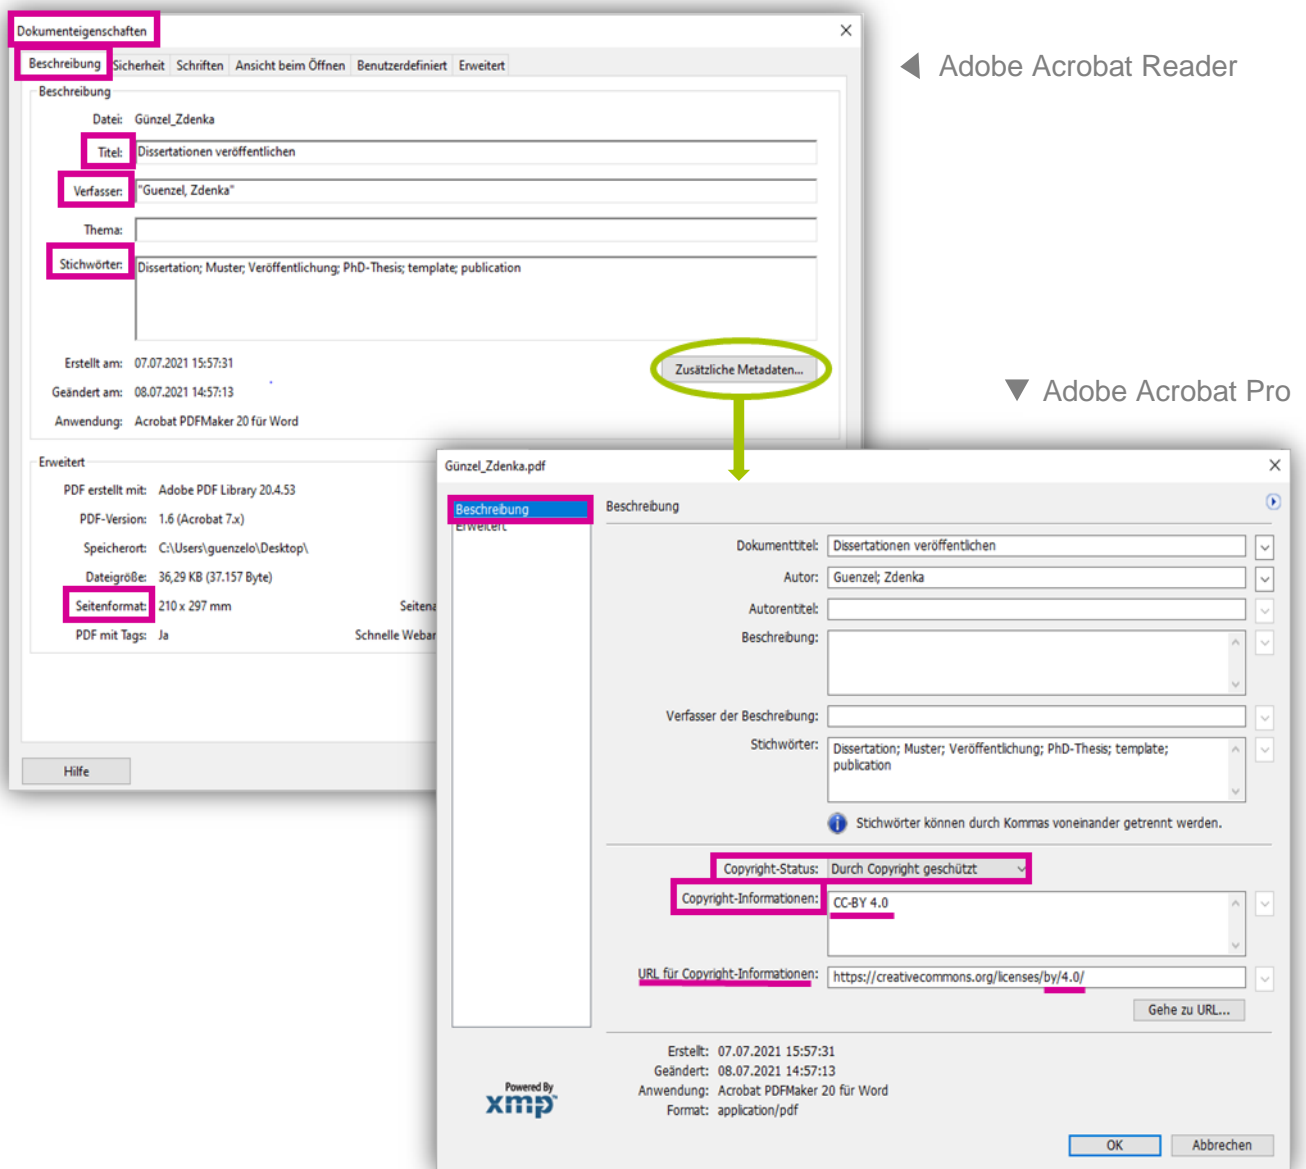 Dokumenteigenschaften
Beschreibung Sicherheit Schriften Ansicht beim Öffnen Benutzerdefiniert Erweitert
Adobe Acrobat Reader
Beschreibung
Datei: Günzel_Zdenka
Titel: Dissertationen veröffentlichen
Verfasser: "Guenzel, Zdenka"
Thema:
Stichwörter: Dissertation; Muster; Veröffentlichung; PhD-Thesis; template; publication
Erstellt am: 07.07.2021 15:57:31
Zusätzliche Metadaten...
Geändert am: 08.07.2021 14:57:13
Anwendung: Acrobat PDFMaker 20 für Word
Adobe Acrobat Pro
Erweitert
PDF erstellt mit: Adobe PDF Library 20.4.53
PDF-Version: 1.6 (Acrobat 7.x)
Speicherort: C:\Users\guenzelo\Desktop\
Dateigröße: 36,29 KB (37.157 Byte)
Seitenformat: 210 x 297 mm Seitena
PDF mit Tags: Ja Schnelle Webar
Hilfe
Günzel_Zdenka.pdf
Beschreibung
Erweitert
Beschreibung
Dokumenttitel: Dissertationen veröffentlichen
Autor: Guenzel; Zdenka
Autorentitel:
Beschreibung:
Verfasser der Beschreibung:
Stichwörter: Dissertation; Muster; Veröffentlichung; PhD-Thesis; template;
publication
Stichwörter können durch Kommas voneinander getrennt werden.
Copyright-Status: Durch Copyright geschützt
Copyright-Informationen: CC-BY 4.0
URL für Copyright-Informationen: https://creativecommons.org/licenses/by/4.0/
Gehe zu URL...
Erstellt: 07.07.2021 15:57:31
Geändert: 08.07.2021 14:57:13
Anwendung: Acrobat PDFMaker 20 für Word
Format: application/pdf
Powered By
xmp™
OK Abbrechen